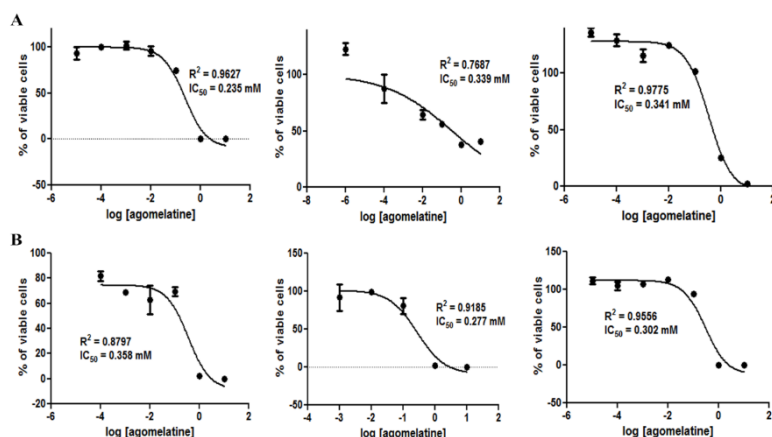 A
% of viable cells
100
50
0
-50
R² = 0.9627
IC₅₀ = 0.235 mM
-6
-4
-2
0
2
log [agomelatine]
% of viable cells
100
50
0
R² = 0.7687
IC₅₀ = 0.339 mM
-6
-4
-2
0
2
log [agomelatine]
% of viable cells
100
50
0
R² = 0.9775
IC₅₀ = 0.341 mM
-6
-4
-2
0
2
log [agomelatine]
B
% of viable cells
100
80
60
40
20
0
-20
R² = 0.8797
IC₅₀ = 0.358 mM
-6
-4
-2
0
2
log [agomelatine]
% of viable cells
150
100
50
0
-50
R² = 0.9185
IC₅₀ = 0.277 mM
-4
-3
-2
-1
0
1
2
log [agomelatine]
% of viable cells
150
100
50
0
-50
R² = 0.9556
IC₅₀ = 0.302 mM
-6
-4
-2
0
2
log [agomelatine]